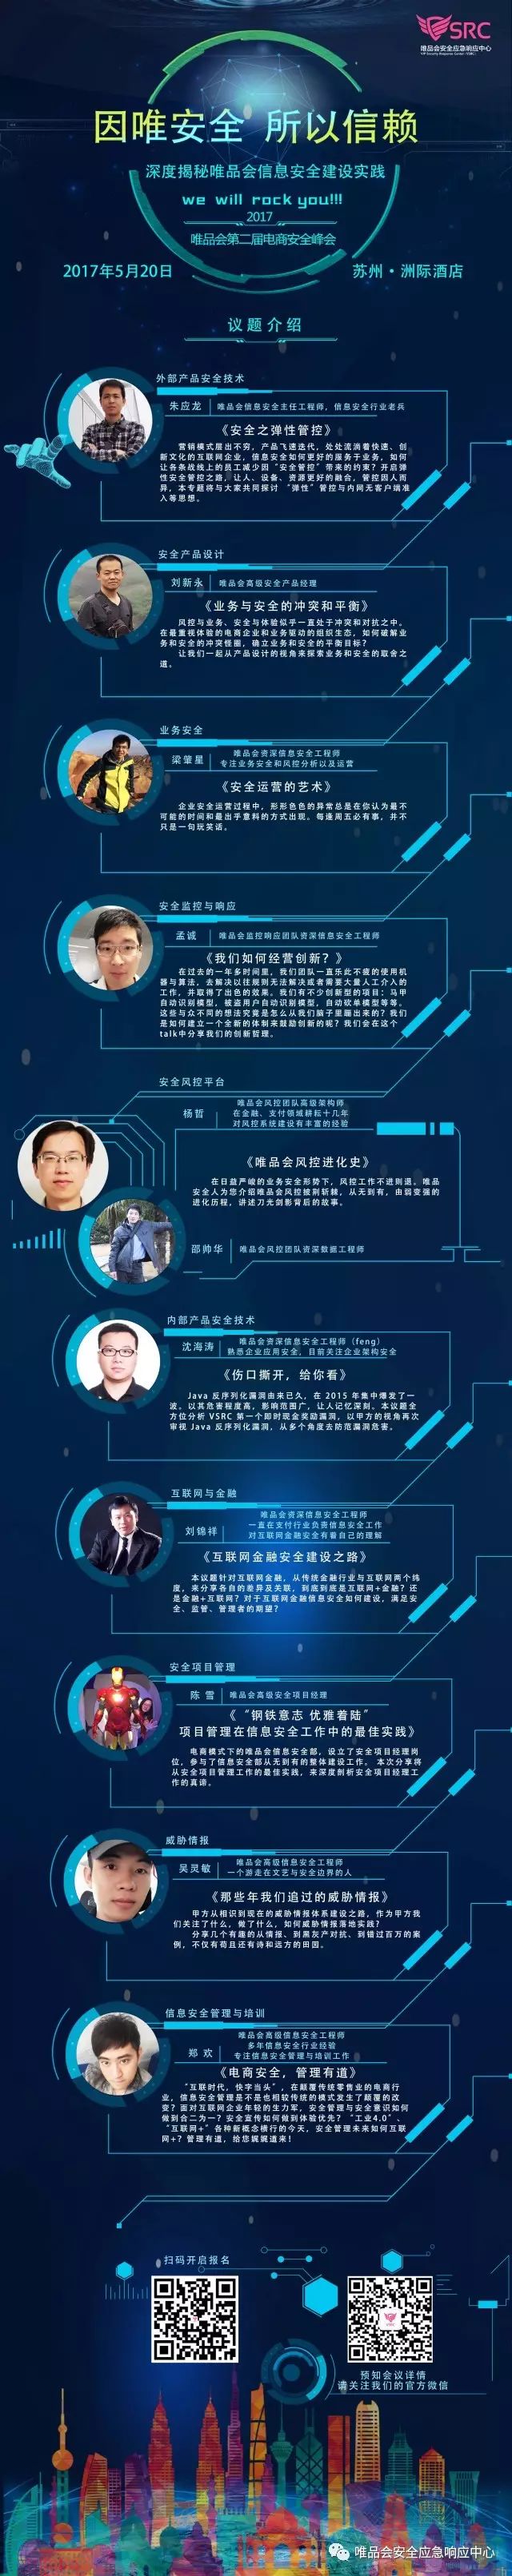 SRC
唯品会安全应急响应中心
因唯安全 所以信赖
深度揭秘唯品会信息安全建设实践
we will rock you!!!
2017
唯品会第二届电商安全峰会
2017年5月20日
苏州·洲际酒店
议题介绍
外部产品安全技术
朱应龙 唯品会信息安全主任工程师，信息安全行业老兵
《安全之弹性管控》
营销模式层出不穷，产品飞速迭代，处处流淌着快速、创
新文化的互联网企业，信息安全如何更好的服务于业务，如何
让各条战线上的员工减少因“安全管控”带来的约束？开启弹
性安全管控之路，让人、设备、资源更好的融合，管控因人而
异，本专题将与大家共同探讨 “弹性”管控与内网无客户端准
入等思想。
安全产品设计
刘新永 唯品会高级安全产品经理
《业务与安全的冲突和平衡》
风控与业务、安全与体验似乎一直处于冲突和对抗之中。
在最重视体验的电商企业和业务驱动的组织生态，如何破解业
务和安全的冲突怪圈，确立业务和安全的平衡目标？
让我们一起从产品设计的视角来探索业务和安全的取舍之
道。
业务安全
梁肇星
唯品会资深信息安全工程师
专注业务安全和风控分析以及运营
《安全运营的艺术》
企业安全运营过程中，形形色色的异常总是在你认为最不
可能的时间和最出乎意料的方式出现。每逢周五必有事，并不
只是一句玩笑话。
安全监控与响应
孟诚 唯品会监控响应团队资深信息安全工程师
《我们如何经营创新？》
在过去的一年多时间里，我们团队一直乐此不疲的使用机
器与算法，去解决以往规则无法解决或者需要大量人工介入的
工作，并取得了出色的效果。我们有不少创新型的项目：马甲
自动识别模型，被盗用户自动识别模型，自动砍单模型等等。
这些与众不同的想法究竟是怎么从我们脑子里蹦出来的？我们
是如何建立一个全新的体制来鼓励创新的呢？我们会在这个
talk中分享我们的创新哲理。
安全风控平台
杨哲
唯品会风控团队高级架构师
在金融、支付领域耕耘十几年
对风控系统建设有丰富的经验
《唯品会风控进化史》
在日益严峻的业务安全形势下，风控工作不进则退。唯品
安全人为您介绍唯品会风控披荆斩棘，从无到有，由弱变强的
进化历程，讲述刀光剑影背后的故事。
邵帅华 唯品会风控团队资深数据工程师
内部产品安全技术
沈海涛
唯品会资深信息安全工程师（feng）
熟悉企业应用安全，目前关注企业架构安全
《伤口撕开，给你看》
Java 反序列化漏洞由来已久，在 2015 年集中爆发了一
波。以其危害程度高，影响范围广，让人记忆深刻。本议题全
方位分析 VSRC 第一个即时现金奖励漏洞，以甲方的视角再次
审视 Java 反序列化漏洞，从多个角度去防范漏洞危害。
互联网与金融
刘锦祥
唯品会资深信息安全工程师
一直在支付行业负责信息安全工作
对互联网金融安全有着自己的理解
《互联网金融安全建设之路》
本议题针对互联网金融，从传统金融行业与互联网两个纬
度，来分享各自的差异及关联，到底到底是互联网+金融？还
是金融+互联网？对于互联网金融信息安全如何建设，满足安
全、监管、管理者的期望？
安全项目管理
陈 雪 唯品会高级安全项目经理
《“钢铁意志 优雅着陆”
项目管理在信息安全工作中的最佳实践》
电商模式下的唯品会信息安全部，设立了安全项目经理岗
位，参与了信息安全部从无到有的整体建设工作。 本次分享将
从安全项目管理工作的最佳实践，来深度剖析安全项目经理工
作的真谛。
威胁情报
吴灵敏
唯品会高级信息安全工程师
一个游走在文艺与安全边界的人
《那些年我们追过的威胁情报》
甲方从相识到现在的威胁情报体系建设之路，作为甲方我
们关注了什么，做了什么，如何威胁情报落地实践？
分享几个有趣的从情报、到黑灰产对抗、到错过百万的案
例，不仅有苟且还有诗和远方的田园。
信息安全管理与培训
郑 欢
唯品会高级信息安全工程师
多年信息安全行业经验
专注信息安全管理与培训工作
《电商安全，管理有道》
“互联时代，快字当头”，在颠覆传统零售业的电商行
业，信息安全管理是不是也相较传统的模式发生了颠覆的改
变？面对互联网企业年轻的生力军，安全管理与安全意识如何
做到合二为一？安全宣传如何做到体验优先？“工业4.0”、
“互联网+”各种新概念横行的今天，安全管理未来如何互联
网+？管理有道，给您娓娓道来！
扫码开启报名
预知会议详情
请关注我们的官方微信
唯品会安全应急响应中心